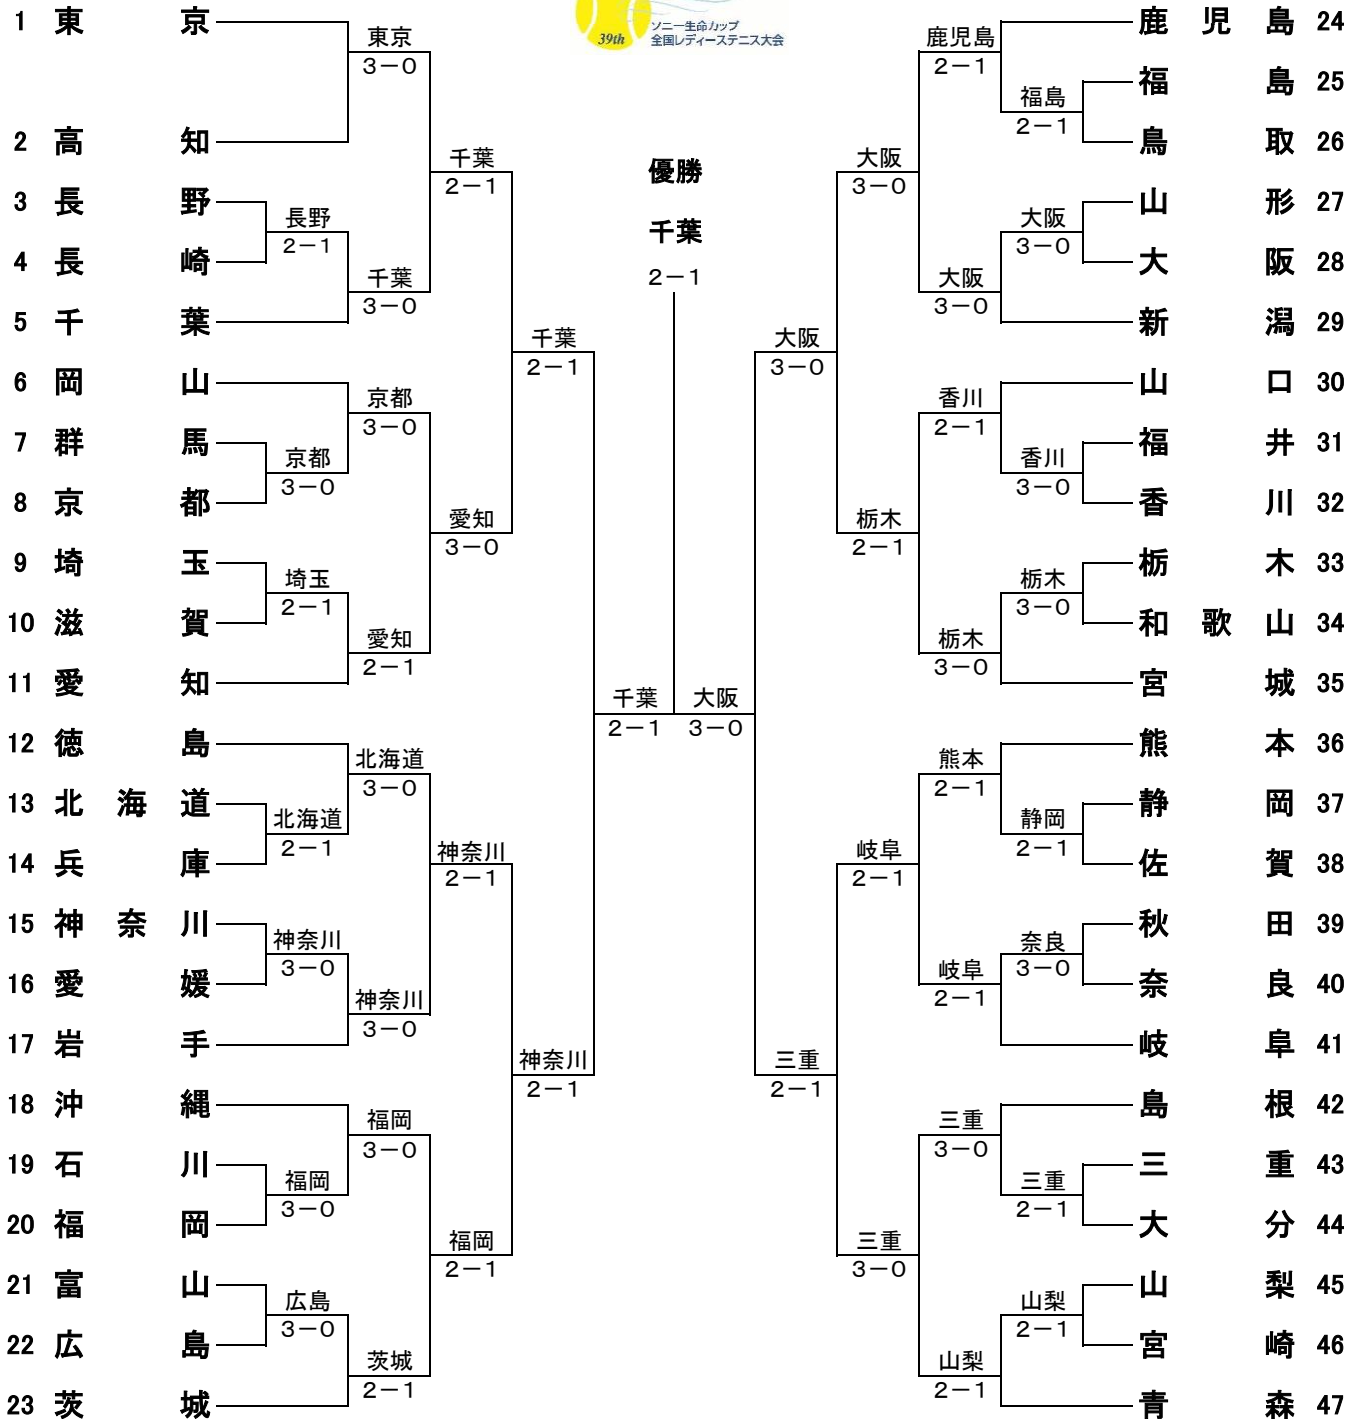 39th
ソニー生命カップ
全国レディーステニス大会
優勝
千葉
2－1
1 東京
2 高知
3 長野
4 長崎
5 千葉
6 岡山
7 群馬
8 京都
9 埼玉
10 滋賀
11 愛知
12 徳島
13 北海道
14 兵庫
15 神奈川
16 愛媛
17 岩手
18 沖縄
19 石川
20 福岡
21 富山
22 広島
23 茨城
長野
2－1
京都
3－0
埼玉
2－1
北海道
2－1
神奈川
3－0
福岡
3－0
広島
3－0
東京
3－0
千葉
3－0
京都
3－0
愛知
2－1
北海道
3－0
神奈川
3－0
福岡
3－0
茨城
2－1
千葉
2－1
愛知
3－0
神奈川
2－1
福岡
2－1
千葉
2－1
神奈川
2－1
千葉
2－1
大阪
3－0
大阪
3－0
三重
2－1
大阪
3－0
栃木
2－1
岐阜
2－1
三重
3－0
鹿児島
2－1
大阪
3－0
香川
2－1
栃木
3－0
熊本
2－1
岐阜
2－1
三重
3－0
山梨
2－1
福島
2－1
大阪
3－0
香川
3－0
栃木
3－0
静岡
2－1
奈良
3－0
三重
2－1
山梨
2－1
鹿児島 24
福島 25
鳥取 26
山形 27
大阪 28
新潟 29
山口 30
福井 31
香川 32
栃木 33
和歌山 34
宮城 35
熊本 36
静岡 37
佐賀 38
秋田 39
奈良 40
岐阜 41
島根 42
三重 43
大分 44
山梨 45
宮崎 46
青森 47